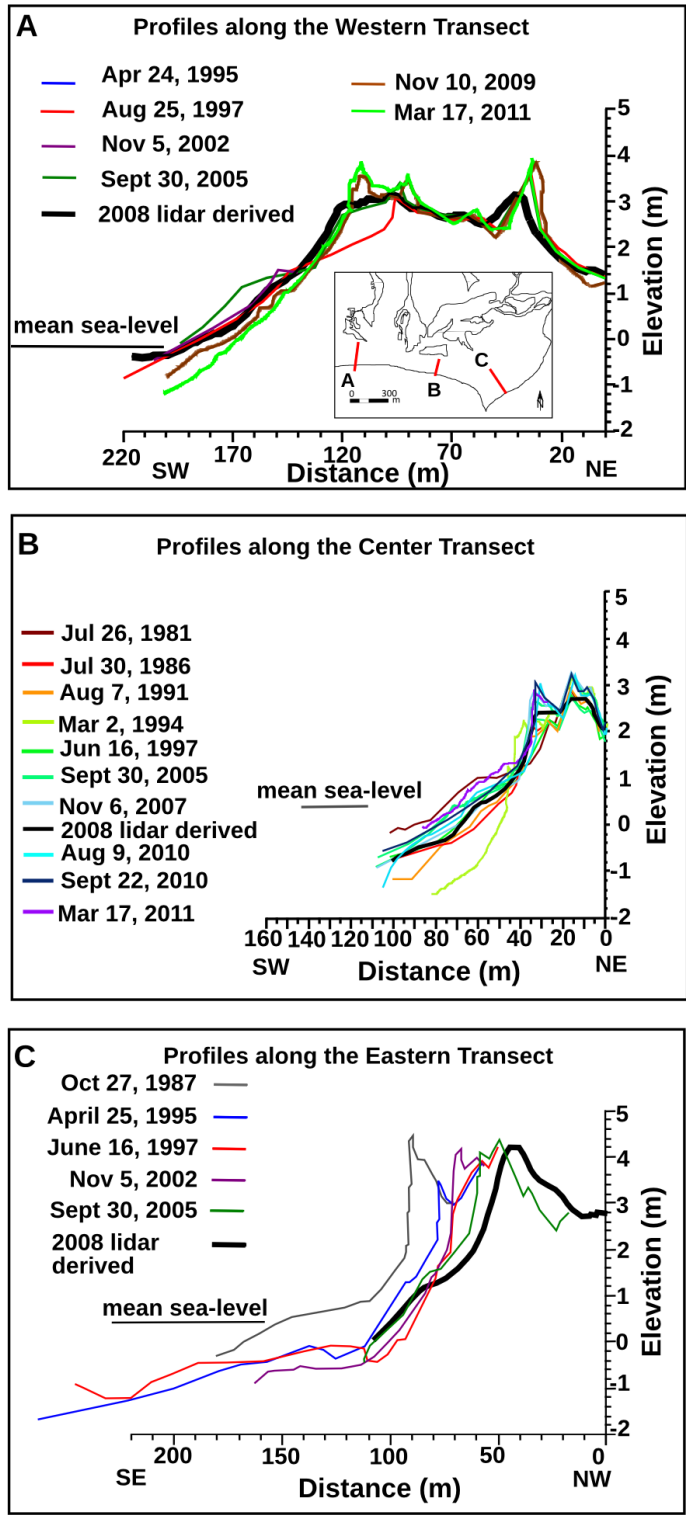 A
Profiles along the Western Transect
Apr 24, 1995
Aug 25, 1997
Nov 5, 2002
Sept 30, 2005
2008 lidar derived
Nov 10, 2009
Mar 17, 2011
mean sea-level
5
4
3
2
1
0
-1
-2
Elevation (m)
A
B
C
0 300
m
N
220 170 120 70 20
SW Distance (m) NE
B
Profiles along the Center Transect
Jul 26, 1981
Jul 30, 1986
Aug 7, 1991
Mar 2, 1994
Jun 16, 1997
Sept 30, 2005
Nov 6, 2007
2008 lidar derived
Aug 9, 2010
Sept 22, 2010
Mar 17, 2011
mean sea-level
5
4
3
2
1
0
-1
-2
Elevation (m)
160 140 120 100 80 60 40 20 0
SW Distance (m) NE
C
Profiles along the Eastern Transect
Oct 27, 1987
April 25, 1995
June 16, 1997
Nov 5, 2002
Sept 30, 2005
2008 lidar
derived
mean sea-level
5
4
3
2
1
0
-1
-2
Elevation (m)
200 150 100 50 0
SE Distance (m) NW